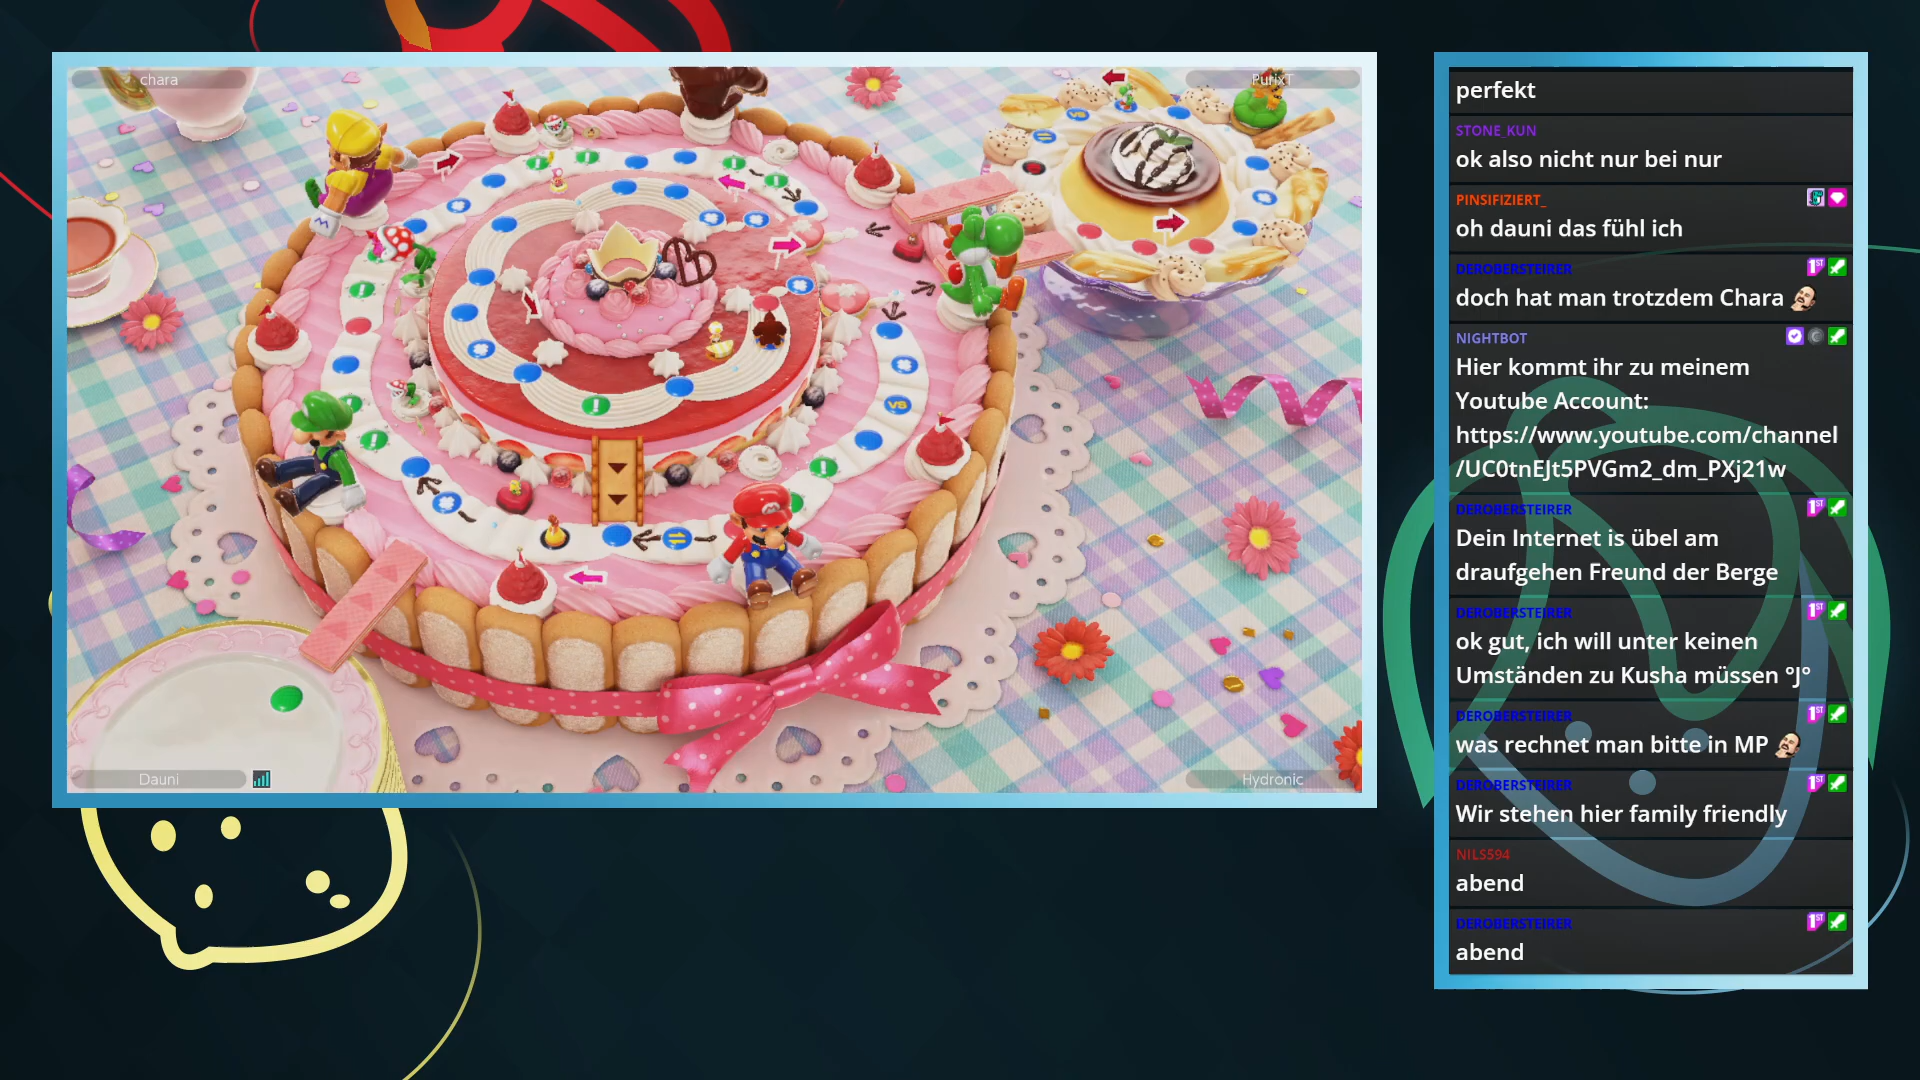 chara
PurixT
VS
VS
Dauni
Hydronic
perfekt
STONE_KUN
ok also nicht nur bei nur
PINSIFIZIERT_
oh dauni das fühl ich
DEROBERSTEIRER
doch hat man trotzdem Chara
NIGHTBOT
Hier kommt ihr zu meinem
Youtube Account:
https://www.youtube.com/channel
/UC0tnEJt5PVGm2_dm_PXj21w
DEROBERSTEIRER
Dein Internet is übel am
draufgehen Freund der Berge
DEROBERSTEIRER
ok gut, ich will unter keinen
Umständen zu Kusha müssen °J°
DEROBERSTEIRER
was rechnet man bitte in MP
DEROBERSTEIRER
Wir stehen hier family friendly
NILS594
abend
DEROBERSTEIRER
abend